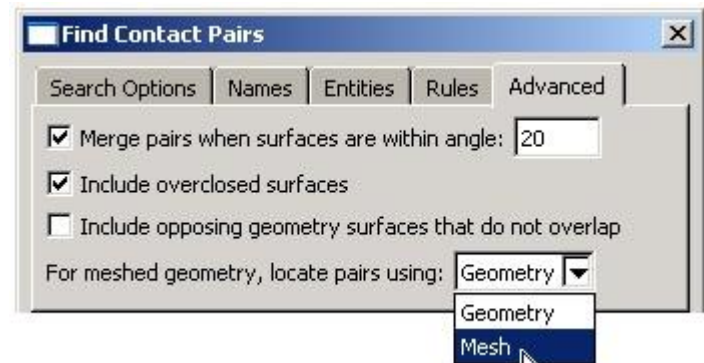 Find Contact Pairs
Search Options Names Entities Rules Advanced
Merge pairs when surfaces are within angle: 20
Include overclosed surfaces
Include opposing geometry surfaces that do not overlap
For meshed geometry, locate pairs using: Geometry
Geometry
Mesh